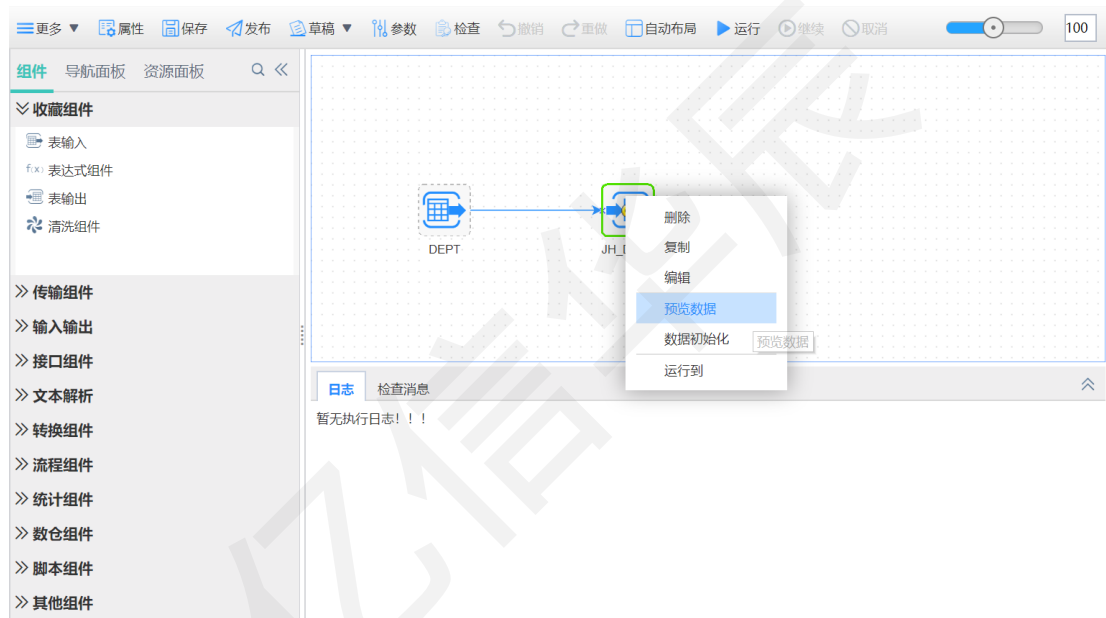 更多 ▼ 属性 保存 发布 草稿 ▼ 参数 检查 撤销 重做 自动布局 运行 继续 取消 100
组件 导航面板 资源面板
收藏组件
表输入
f(x) 表达式组件
表输出
清洗组件
传输组件
输入输出
接口组件
文本解析
转换组件
流程组件
统计组件
数仓组件
脚本组件
其他组件
DEPT
删除
复制
编辑
预览数据
数据初始化
预览数据
运行到
日志 检查消息
暂无执行日志！！！
亿信华辰